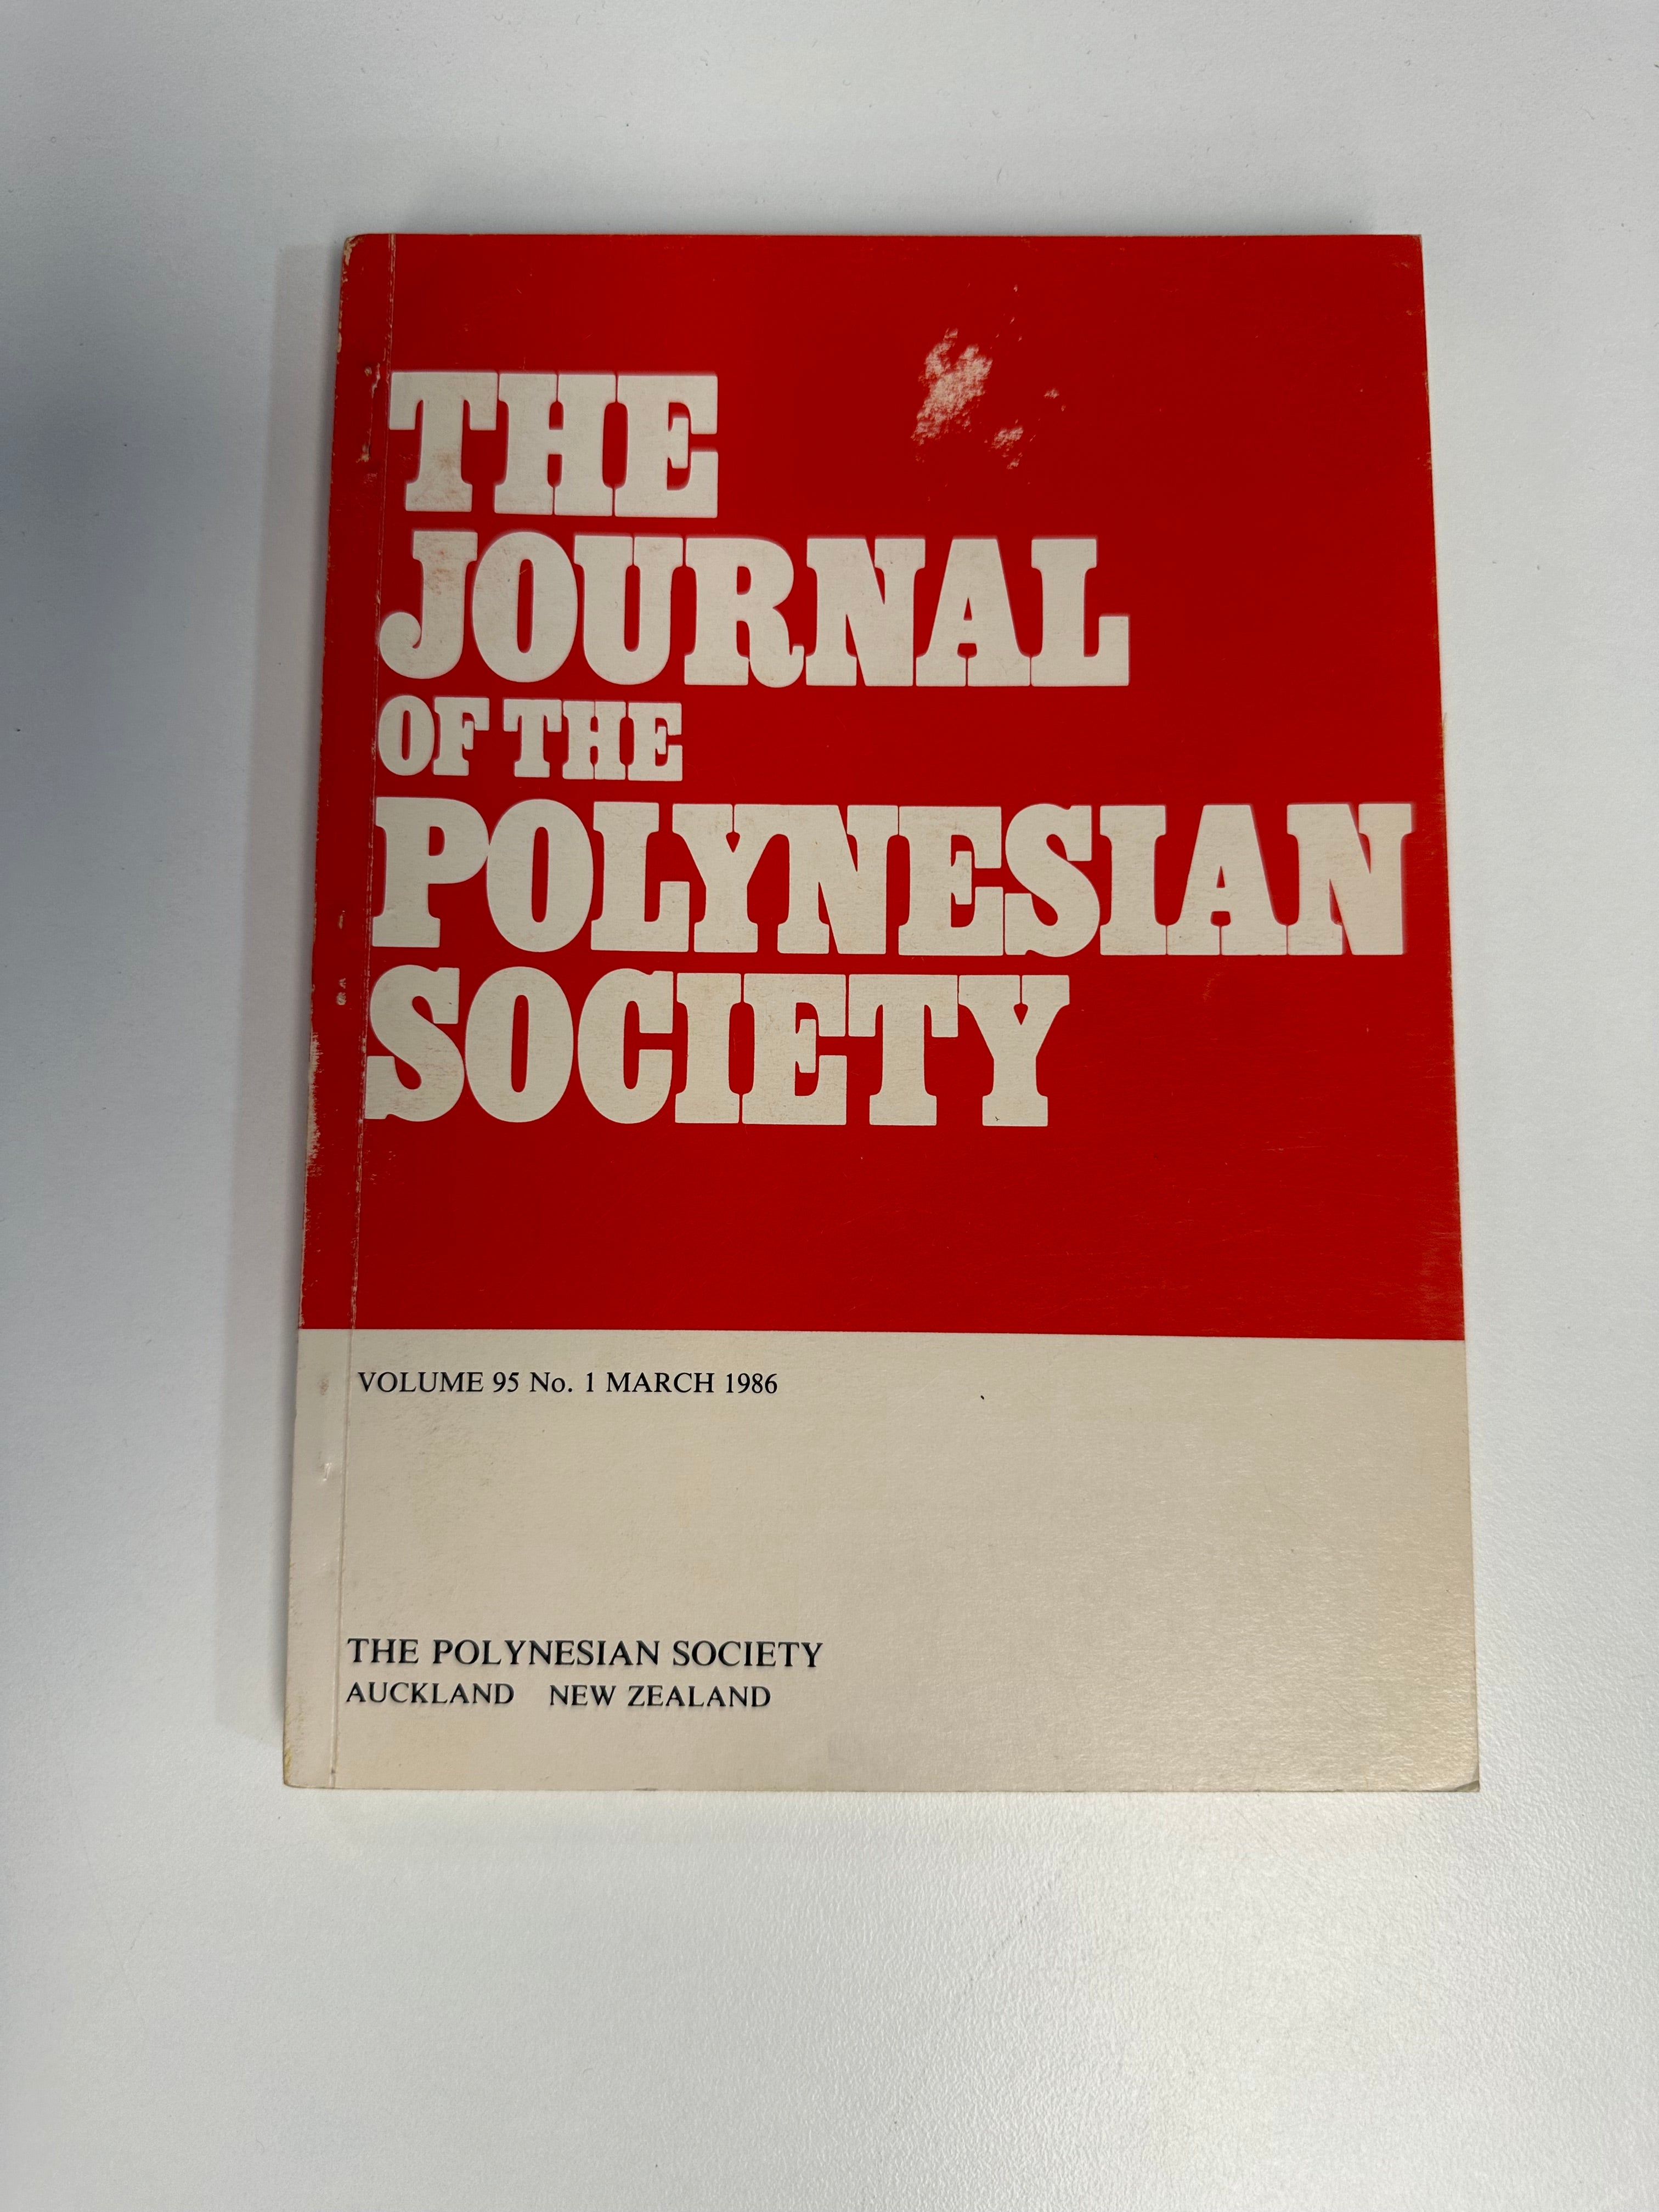 THE
JOURNAL
OF THE
POLYNESIAN
SOCIETY
VOLUME 95 No. 1 MARCH 1986
THE POLYNESIAN SOCIETY
AUCKLAND NEW ZEALAND